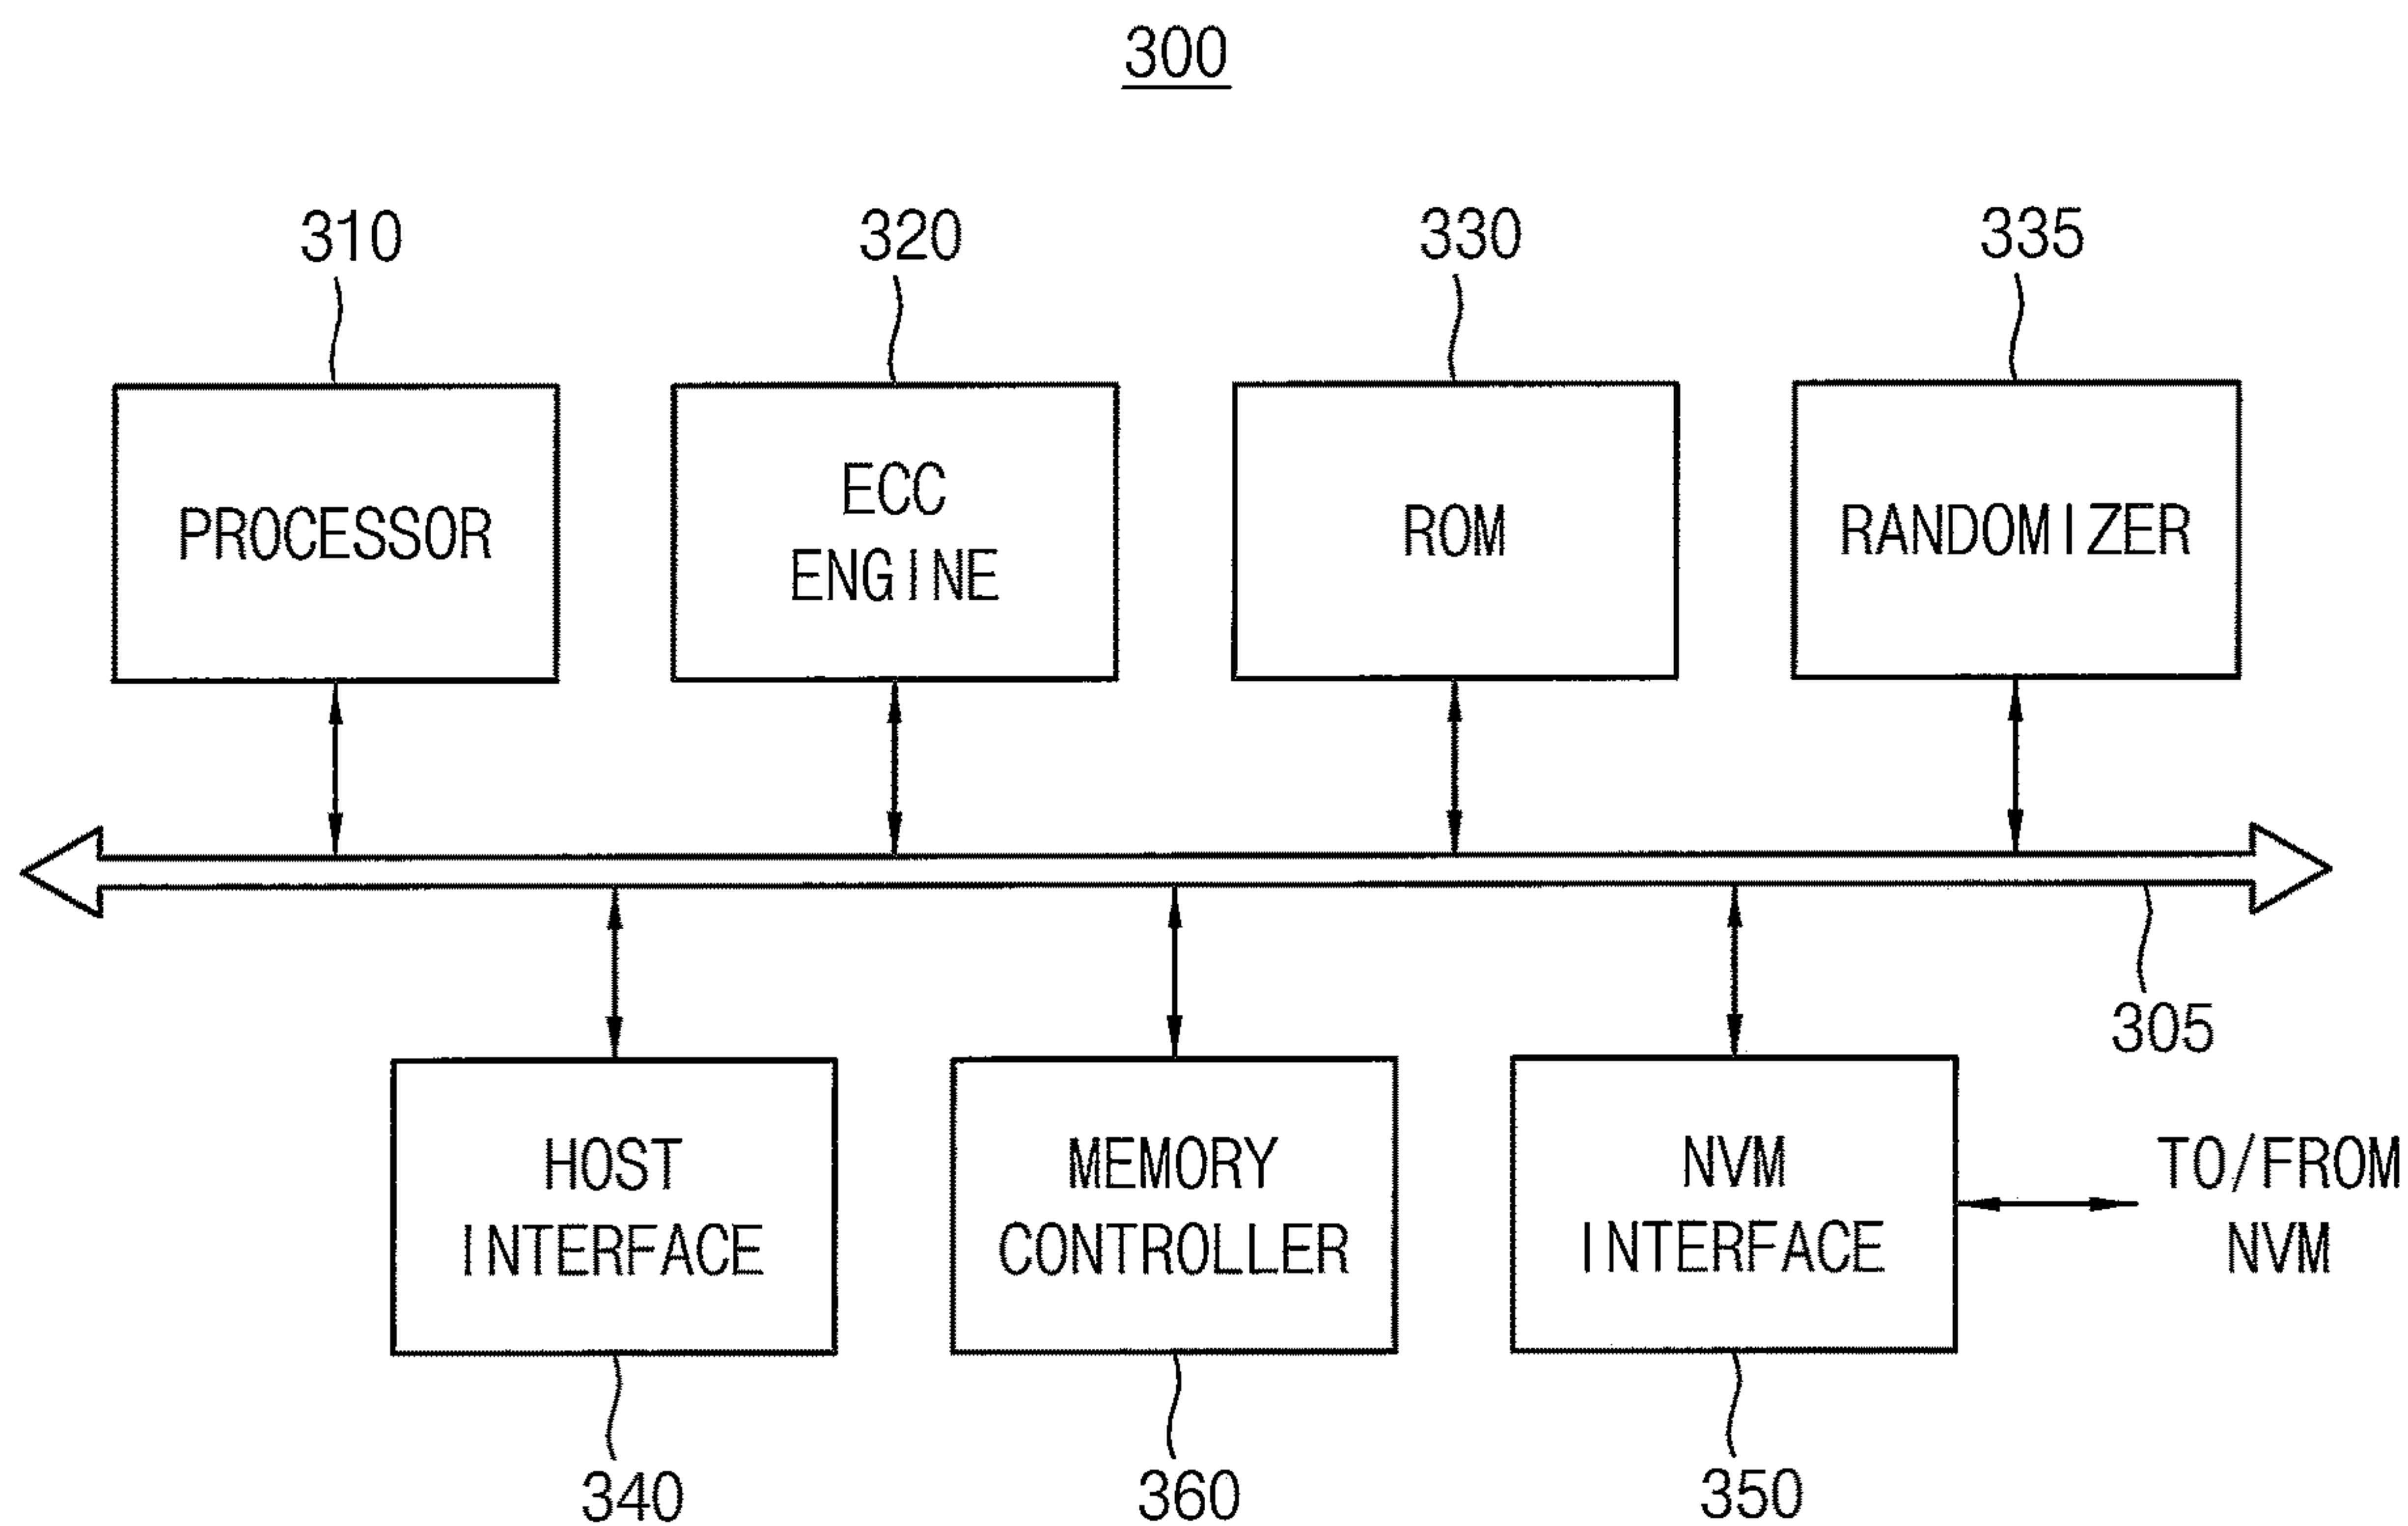 300
310
320
330
335
PROCESSOR
ECC
ENGINE
ROM
RANDOMIZER
305
HOST
INTERFACE
MEMORY
CONTROLLER
NVM
INTERFACE
TO/FROM
NVM
340
360
350